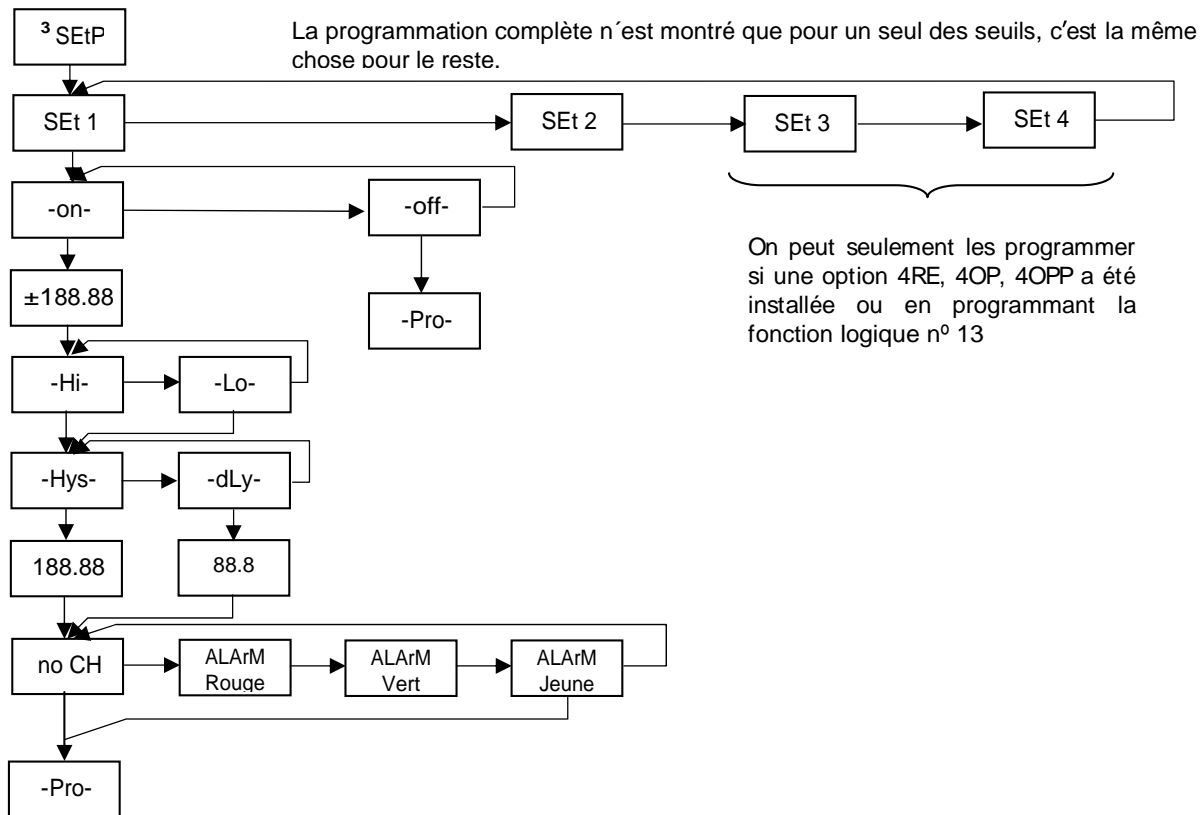 ³ SEtP
La programmation complète n´est montré que pour un seul des seuils, c′est la même
chose pour le reste.
SEt 1
SEt 2
SEt 3
SEt 4
-on-
-off-
On peut seulement les programmer
si une option 4RE, 4OP, 4OPP a été
installée ou en programmant la
fonction logique nº 13
±188.88
-Pro-
-Hi-
-Lo-
-Hys-
-dLy-
188.88
88.8
no CH
ALArM
Rouge
ALArM
Vert
ALArM
Jeune
-Pro-